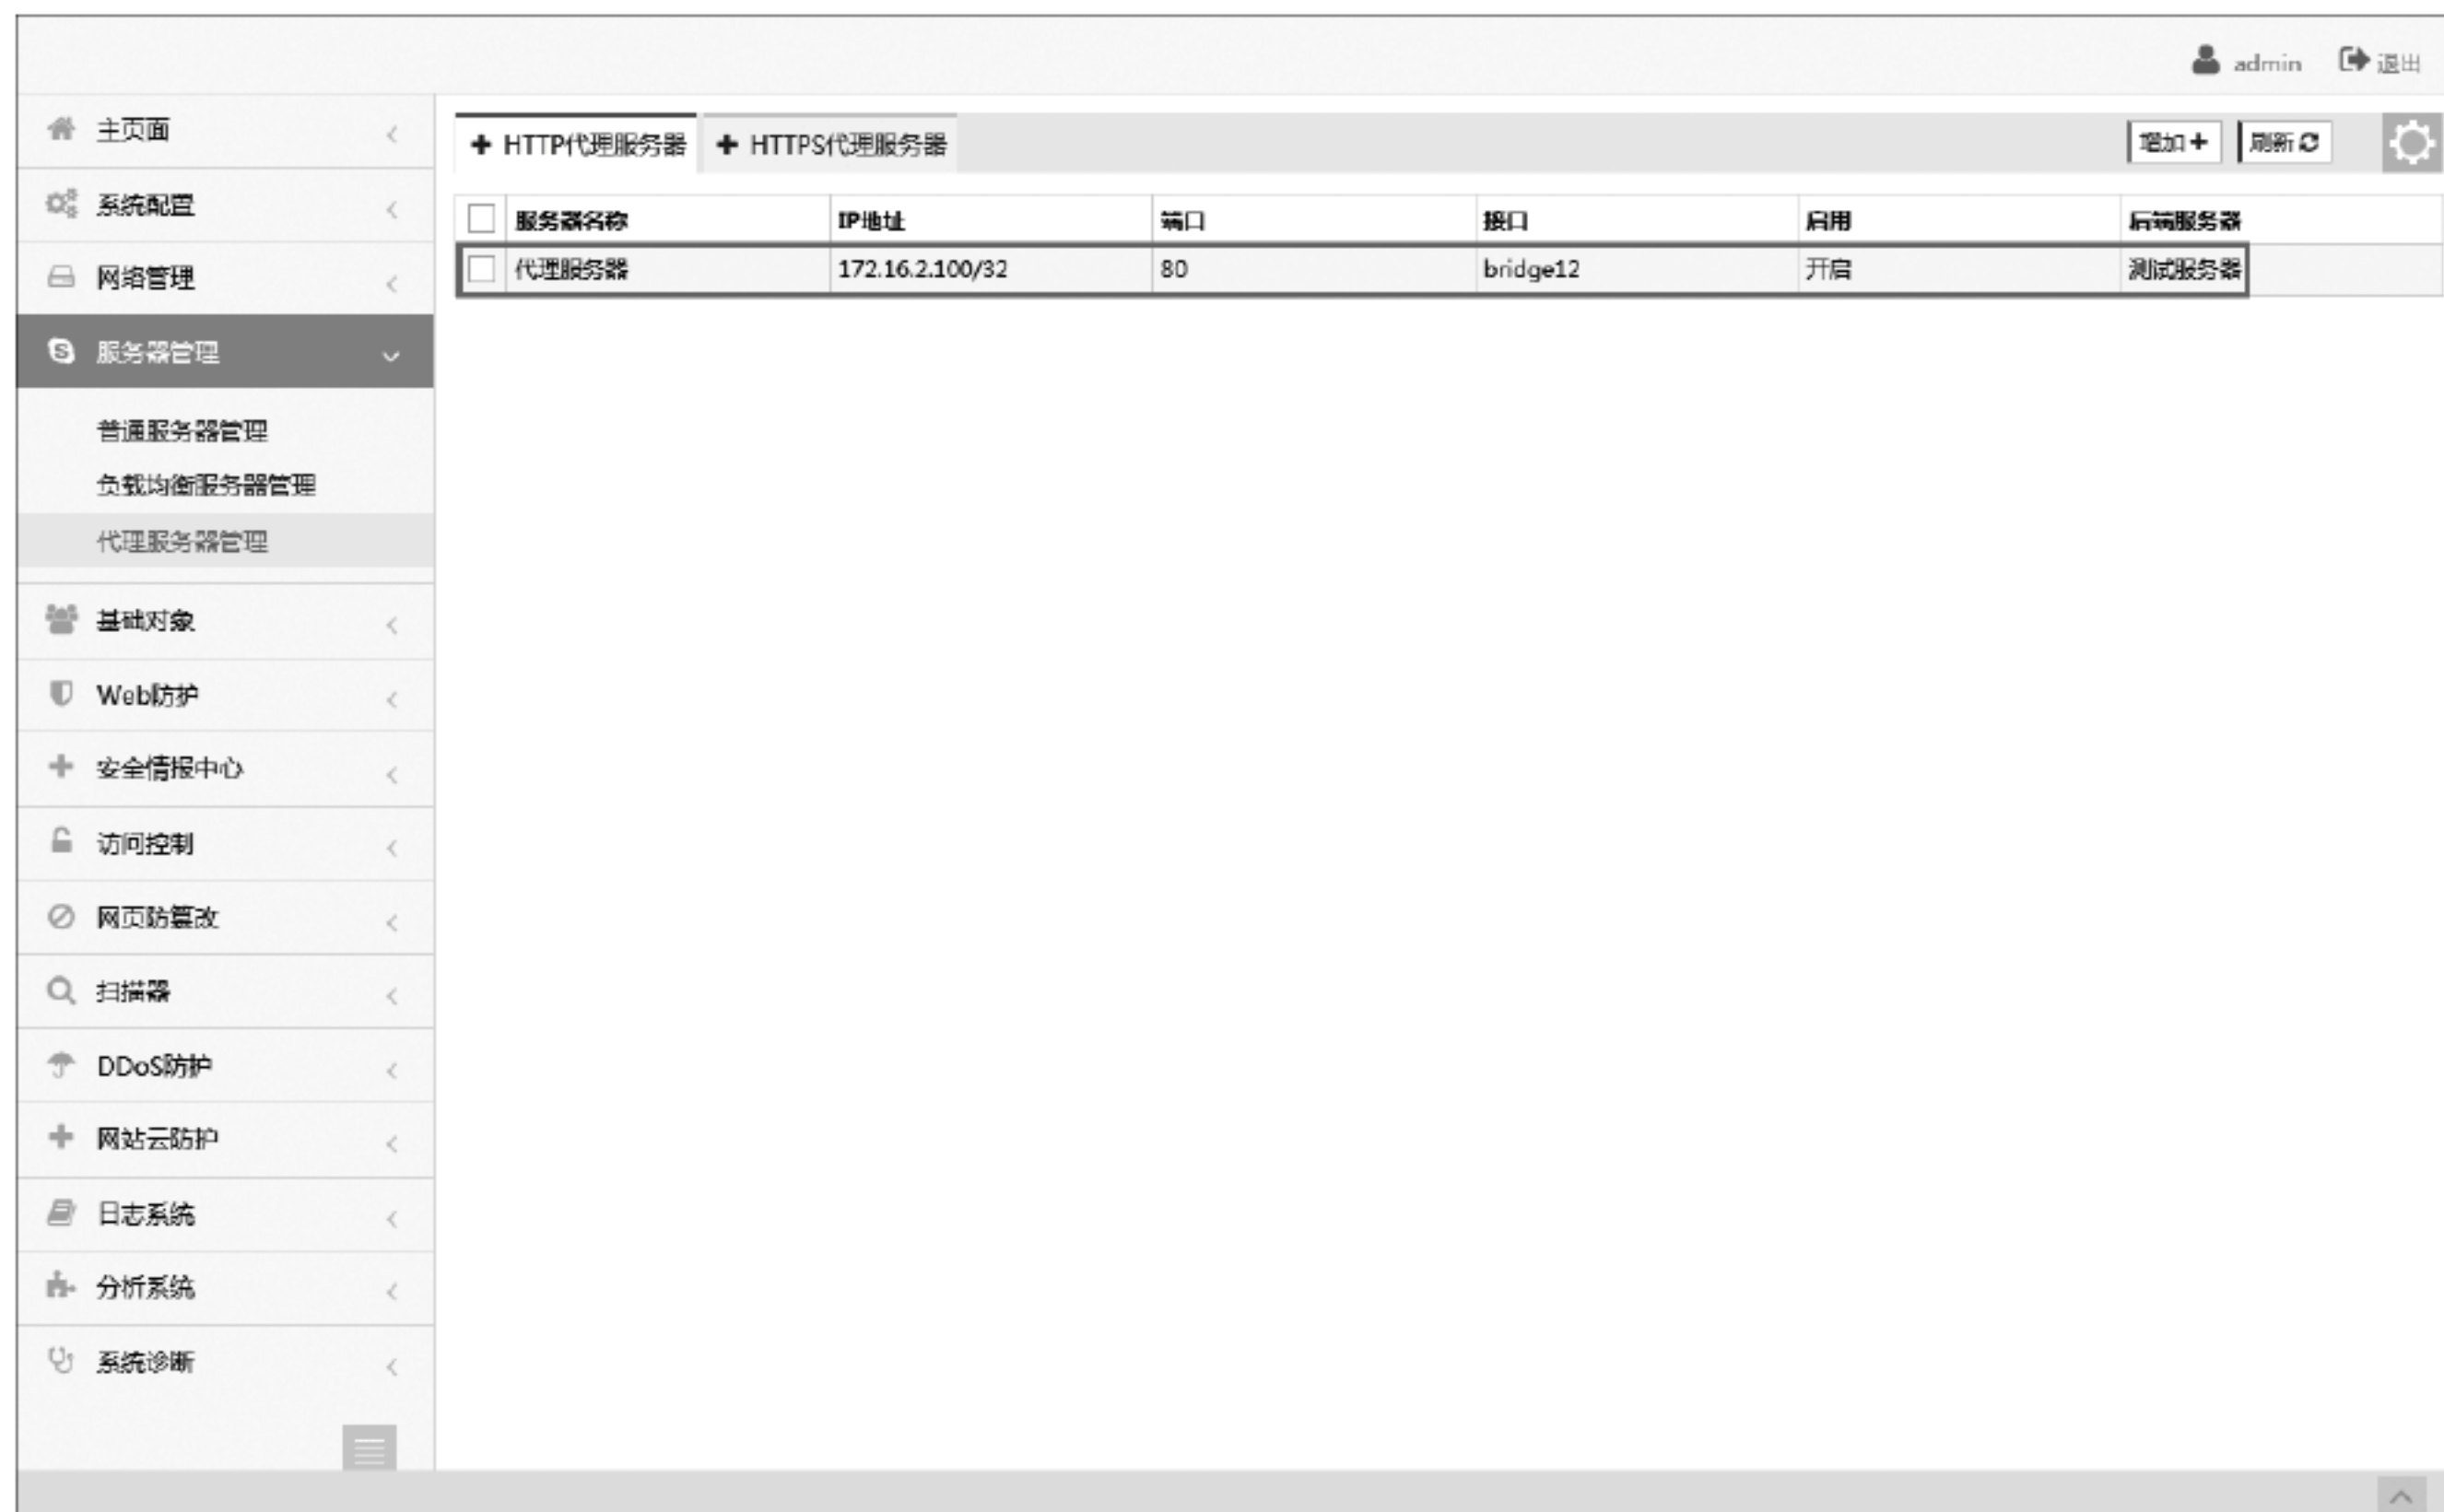 admin 退出
主页面
系统配置
网络管理
服务器管理
普通服务器管理
负载均衡服务器管理
代理服务器管理
基础对象
Web防护
安全情报中心
访问控制
网页防篡改
扫描器
DDoS防护
网站云防护
日志系统
分析系统
系统诊断
HTTP代理服务器 HTTPS代理服务器 增加 刷新
服务器名称 IP地址 端口 接口 启用 后端服务器
代理服务器 172.16.2.100/32 80 bridge12 开启 测试服务器